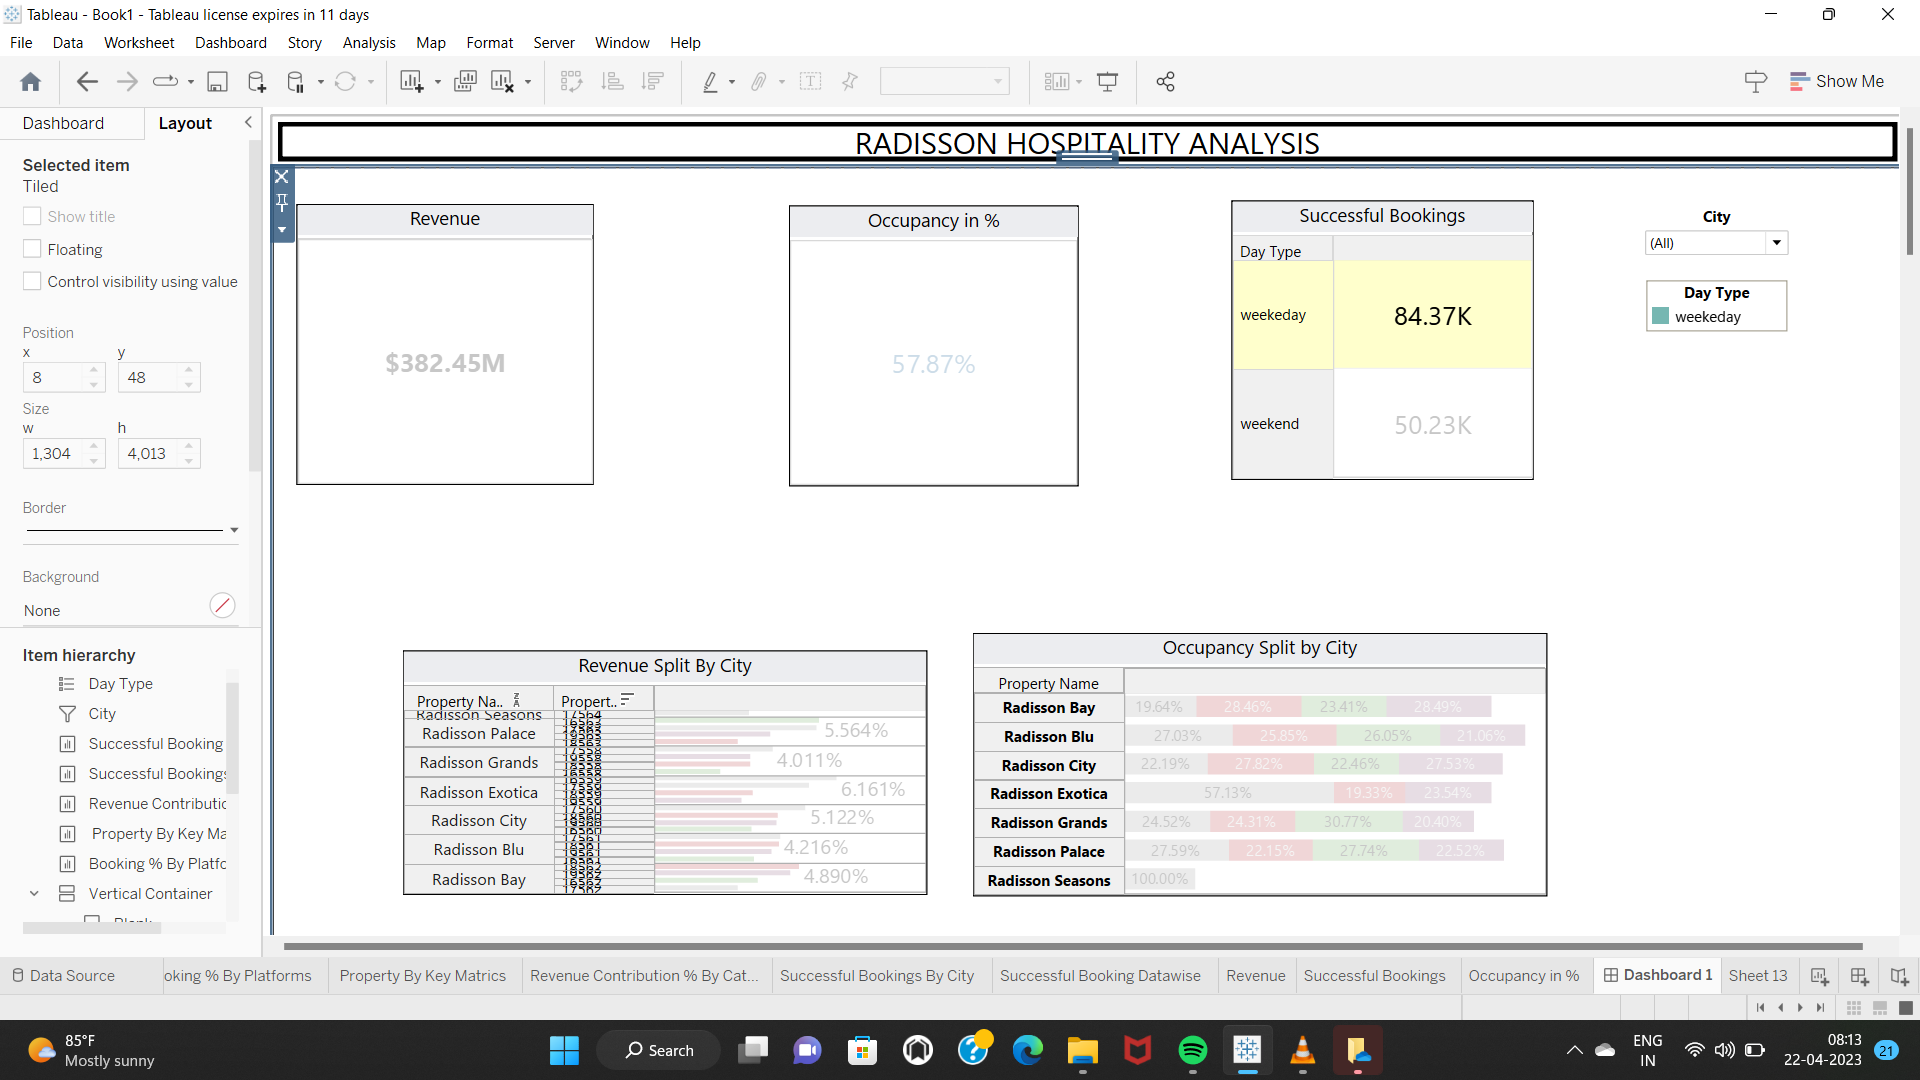 Tableau - Book1 - Tableau license expires in 11 days
File Data Worksheet Dashboard Story Analysis Map Format Server Window Help
Show Me
Dashboard Layout
Selected item
Tiled
Show title
Floating
Control visibility using value
Position
x y
8 48
Size
w h
1,304 4,013
Border
Background
None
Item hierarchy
Day Type
City
Successful Booking
Successful Bookings
Revenue Contributio
Property By Key Ma
Booking % By Platfo
Vertical Container
RADISSON HOSPITALITY ANALYSIS
Revenue
$382.45M
Occupancy in %
57.87%
Successful Bookings
Day Type
weekeday 84.37K
weekend 50.23K
City
(All)
Day Type
weekeday
Revenue Split By City
Property Na.. Propert..
Radisson Seasons
Radisson Palace 5.564%
Radisson Grands 4.011%
Radisson Exotica 6.161%
Radisson City 5.122%
Radisson Blu 4.216%
Radisson Bay 4.890%
Occupancy Split by City
Property Name
Radisson Bay 19.64% 28.46% 23.41% 28.49%
Radisson Blu 27.03% 25.85% 26.05% 21.06%
Radisson City 22.19% 27.82% 22.46% 27.53%
Radisson Exotica 57.13% 19.33% 23.54%
Radisson Grands 24.52% 24.31% 30.77% 20.40%
Radisson Palace 27.59% 22.15% 27.74% 22.52%
Radisson Seasons 100.00%
Data Source oking % By Platforms Property By Key Matrics Revenue Contribution % By Cat... Successful Bookings By City Successful Booking Datawise Revenue Successful Bookings Occupancy in % Dashboard 1 Sheet 13
85°F
Mostly sunny
Search
ENG
IN
08:13
22-04-2023
21